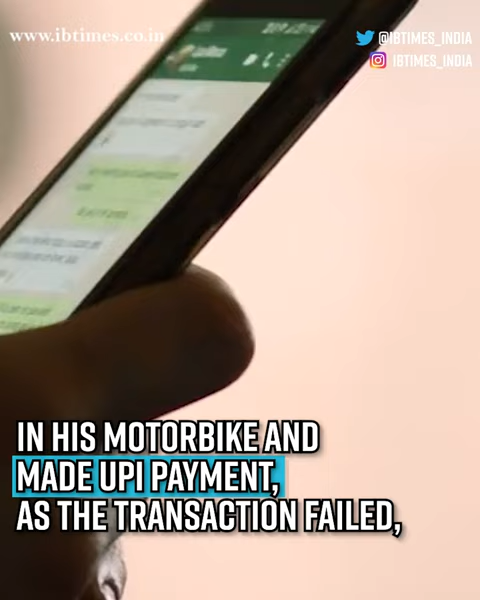 www.ibtimes.co.in
@IBTIMES_INDIA
IBTIMES_INDIA
IN HIS MOTORBIKE AND
MADE UPI PAYMENT,
AS THE TRANSACTION FAILED,